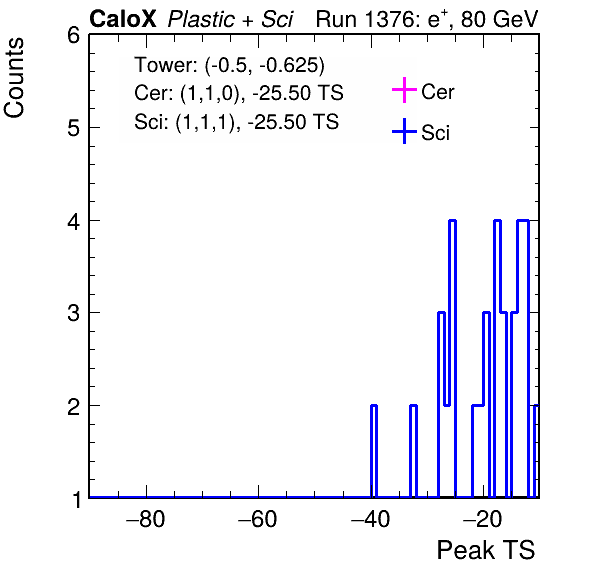 CaloX Plastic + Sci Run 1376: e⁺, 80 GeV
Counts
Tower: (-0.5, -0.625)
Cer: (1,1,0), -25.50 TS
Sci: (1,1,1), -25.50 TS
Cer
Sci
6
5
4
3
2
1
−80 −60 −40 −20
Peak TS